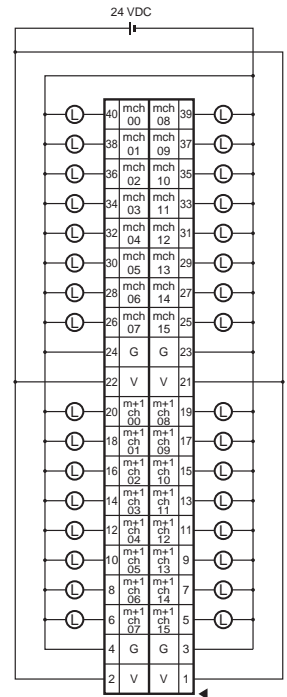 24 VDC
L 40 mch 00 mch 08 39 L
L 38 mch 01 mch 09 37 L
L 36 mch 02 mch 10 35 L
L 34 mch 03 mch 11 33 L
L 32 mch 04 mch 12 31 L
L 30 mch 05 mch 13 29 L
L 28 mch 06 mch 14 27 L
L 26 mch 07 mch 15 25 L
24 G G 23
22 V V 21
L 20 m+1 ch 00 m+1 ch 08 19 L
L 18 m+1 ch 01 m+1 ch 09 17 L
L 16 m+1 ch 02 m+1 ch 10 15 L
L 14 m+1 ch 03 m+1 ch 11 13 L
L 12 m+1 ch 04 m+1 ch 12 11 L
L 10 m+1 ch 05 m+1 ch 13 9 L
L 8 m+1 ch 06 m+1 ch 14 7 L
L 6 m+1 ch 07 m+1 ch 15 5 L
4 G G 3
2 V V 1